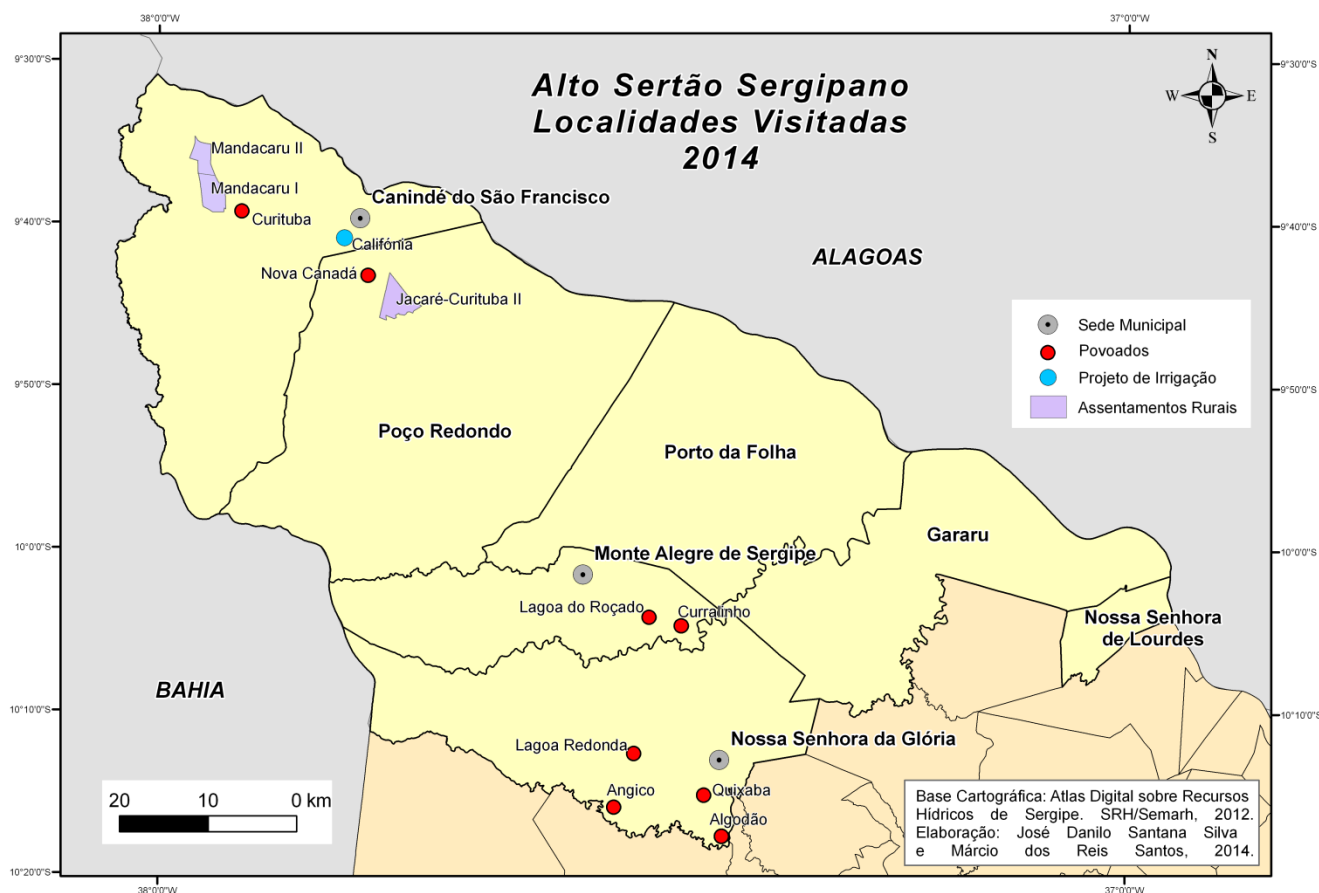 38°0'0"W
37°0'0"W
9°30'0"S
9°30'0"S
Alto Sertão Sergipano
Localidades Visitadas
2014
N
W
E
S
Mandacaru II
Mandacaru I
Canindé do São Francisco
Curituba
9°40'0"S
9°40'0"S
Califónia
ALAGOAS
Nova Canadá
Jacaré-Curituba II
Sede Municipal
Povoados
Projeto de Irrigação
Assentamentos Rurais
9°50'0"S
9°50'0"S
Poço Redondo
Porto da Folha
Gararu
10°0'0"S
10°0'0"S
Monte Alegre de Sergipe
Lagoa do Roçado
Curralinho
Nossa Senhora
de Lourdes
BAHIA
10°10'0"S
10°10'0"S
Lagoa Redonda
Nossa Senhora da Glória
Angico
Quixaba
Algodão
20
10
0 km
Base Cartográfica: Atlas Digital sobre Recursos
Hídricos de Sergipe. SRH/Semarh, 2012.
Elaboração: José Danilo Santana Silva
e Márcio dos Reis Santos, 2014.
10°20'0"S
10°20'0"S
38°0'0"W
37°0'0"W